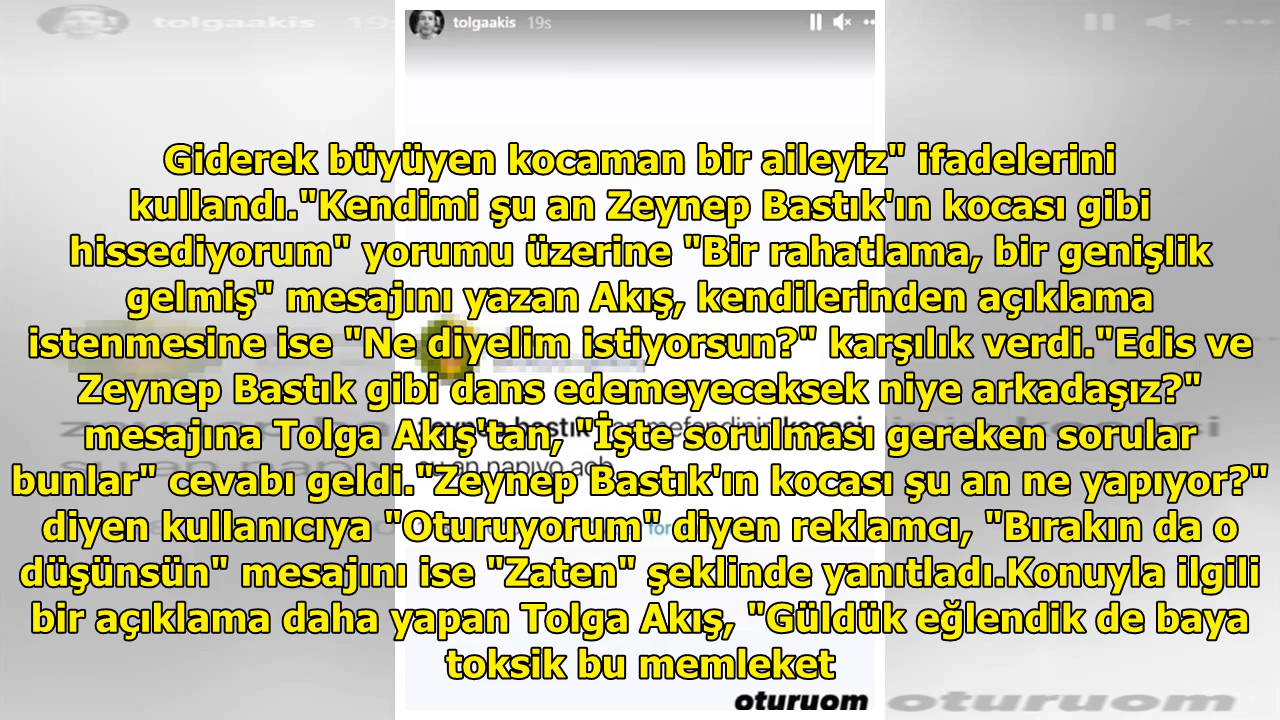 tolgaakis 19s
Giderek büyüyen kocaman bir aileyiz" ifadelerini
kullandı."Kendimi şu an Zeynep Bastık'ın kocası gibi
hissediyorum" yorumu üzerine "Bir rahatlama, bir genişlik
gelmiş" mesajını yazan Akış, kendilerinden açıklama
istenmesine ise "Ne diyelim istiyorsun?" karşılık verdi."Edis ve
Zeynep Bastık gibi dans edemeyeceksek niye arkadaşız?"
mesajına Tolga Akış'tan, "İşte sorulması gereken sorular
bunlar" cevabı geldi."Zeynep Bastık'ın kocası şu an ne yapıyor?"
diyen kullanıcıya "Oturuyorum" diyen reklamcı, "Bırakın da o
düşünsün" mesajını ise "Zaten" şeklinde yanıtladı.Konuyla ilgili
bir açıklama daha yapan Tolga Akış, "Güldük eğlendik de baya
toksik bu memleket
oturuom